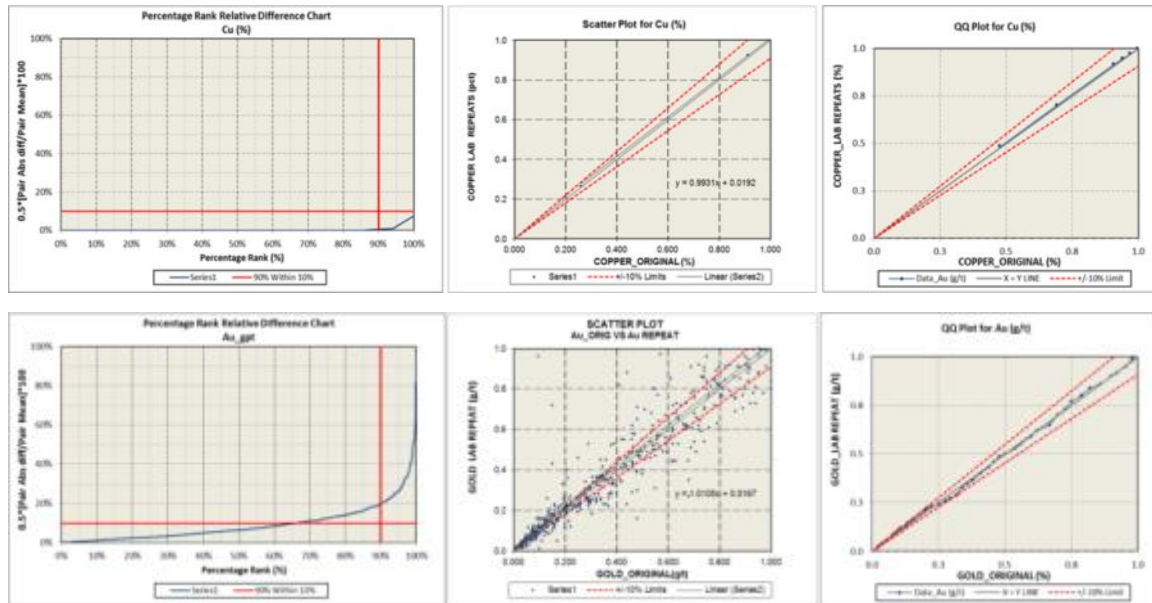 Percentage Rank Relative Difference Chart
Cu (%)
0.5*[Pair Abs diff/Pair Mean]*100
100%
80%
60%
40%
20%
0%
0% 10% 20% 30% 40% 50% 60% 70% 80% 90% 100%
Percentage Rank (%)
Series1 90% Within 10%
Scatter Plot for Cu (%)
COPPER LAB REPEATS (pct)
1.0
0.8
0.6
0.4
0.2
0.0
y = 0.9931x + 0.0192
0.000 0.200 0.400 0.600 0.800 1.000
COPPER_ORIGINAL (%)
Series1 +/-10% Limits Linear (Series2)
QQ Plot for Cu (%)
COPPER_LAB REPEATS (%)
1.0
0.8
0.5
0.3
0.0
0.0 0.3 0.5 0.8 1.0
COPPER_ORIGINAL (%)
Data_Au (g/t) X = Y LINE +/-10% Limit
Percentage Rank Relative Difference Chart
Au_gpt
0.5*[Pair Abs diff/Pair Mean]*100
100%
80%
60%
40%
20%
0%
0% 10% 20% 30% 40% 50% 60% 70% 80% 90% 100%
Percentage Rank (%)
Series1 90% Within 10%
SCATTER PLOT
Au_ORIG VS Au REPEAT
GOLD LAB REPEAT (g/t)
1.0
0.8
0.6
0.4
0.2
0.0
0.000 0.200 0.400 0.600 0.800 1.000
GOLD_ORIGINAL(g/t)
Series1 +/-10% Limits Linear (Series2)
QQ Plot for Au (g/t)
GOLD_LAB REPEAT (g/t)
1.0
0.8
0.5
0.3
0.0
0.0 0.3 0.5 0.8 1.0
GOLD_ORIGINAL (%)
Data_Au (g/t) X = Y LINE +/-10% Limit